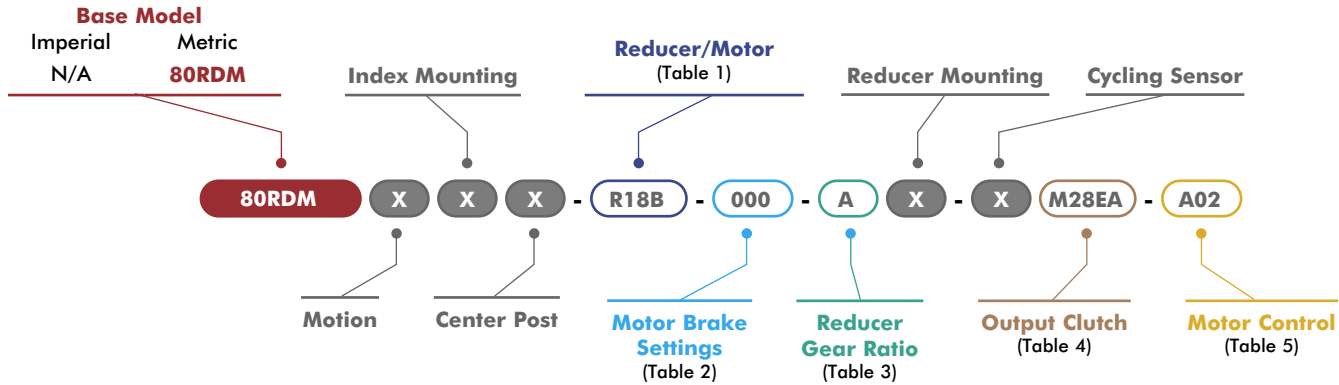 Base Model
Imperial Metric
N/A 80RDM
Index Mounting
Reducer/Motor
(Table 1)
Reducer Mounting
Cycling Sensor
80RDM X X X - R18B - 000 - A X - X M28EA - A02
Motion
Center Post
Motor Brake
Settings
(Table 2)
Reducer
Gear Ratio
(Table 3)
Output Clutch
(Table 4)
Motor Control
(Table 5)